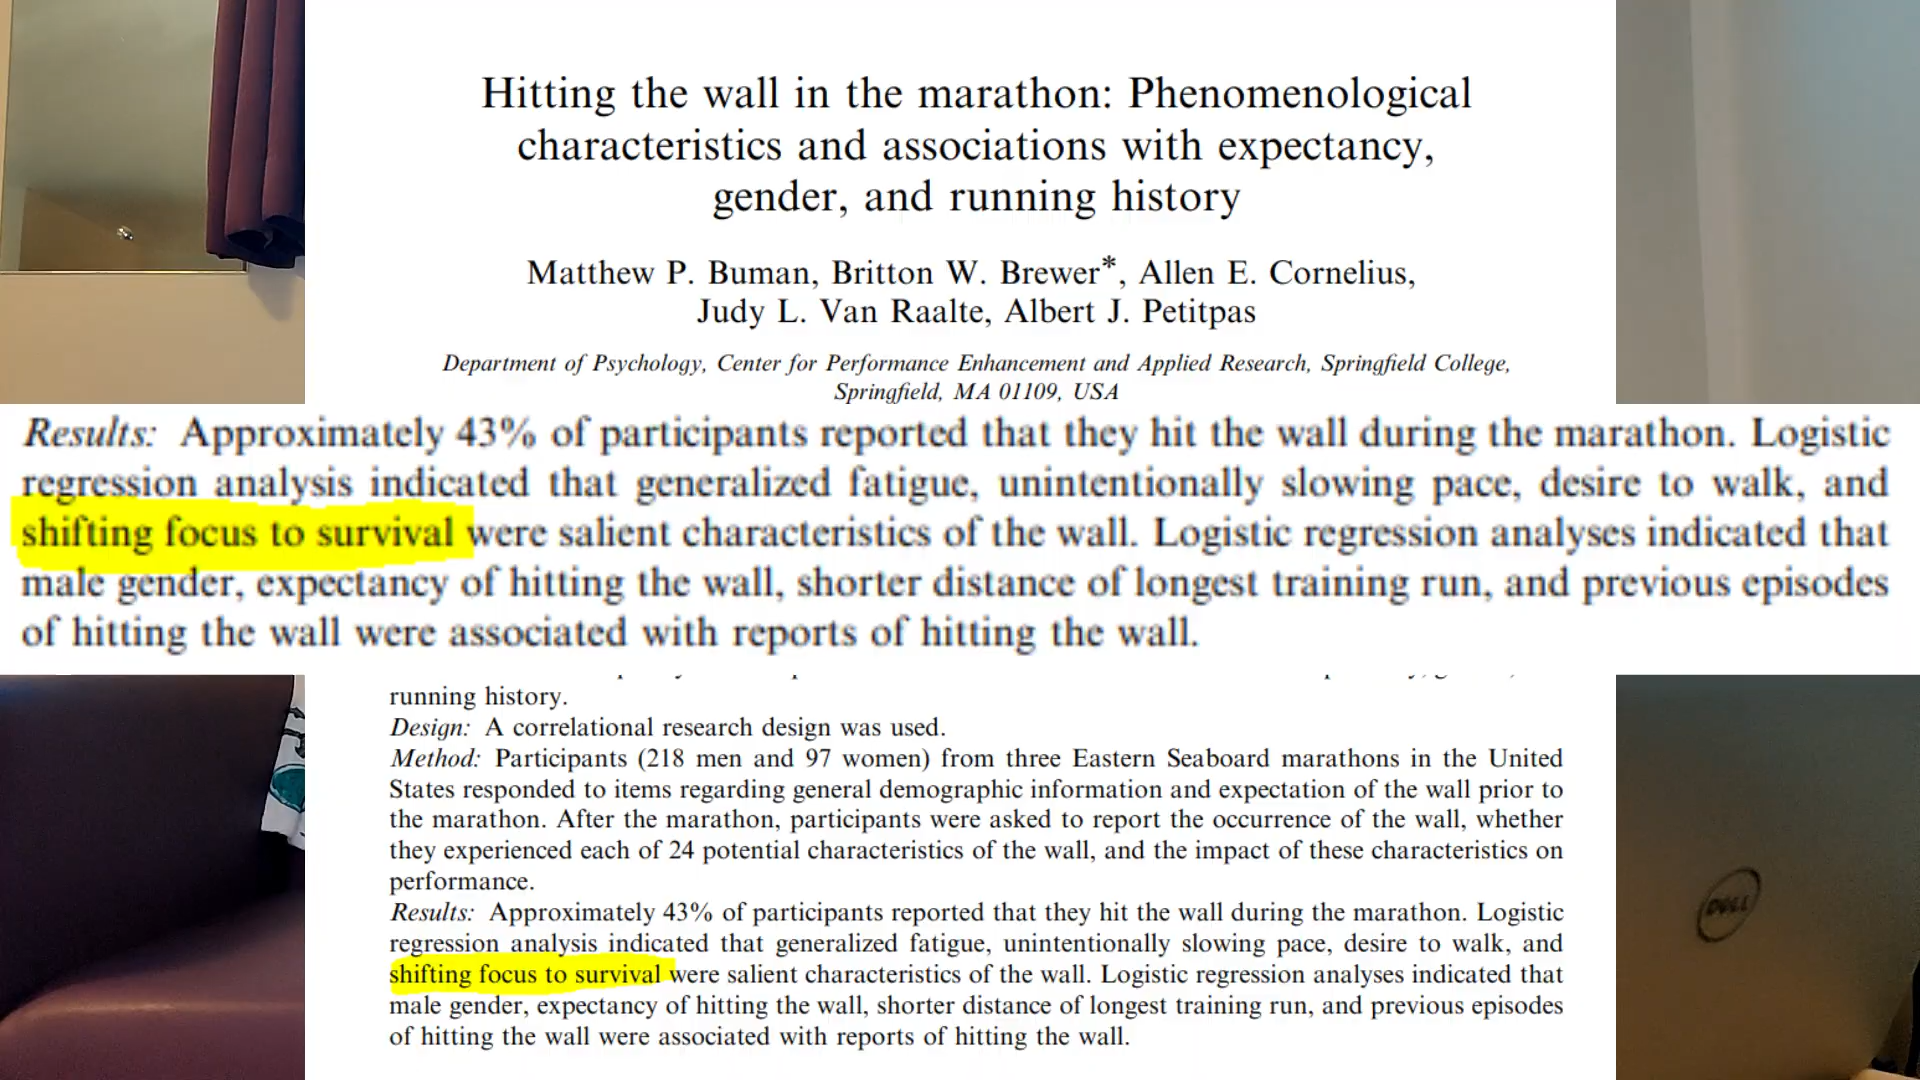 Hitting the wall in the marathon: Phenomenological
characteristics and associations with expectancy,
gender, and running history
Matthew P. Buman, Britton W. Brewer*, Allen E. Cornelius,
Judy L. Van Raalte, Albert J. Petitpas
Department of Psychology, Center for Performance Enhancement and Applied Research, Springfield College,
Springfield, MA 01109, USA
Results: Approximately 43% of participants reported that they hit the wall during the marathon. Logistic
regression analysis indicated that generalized fatigue, unintentionally slowing pace, desire to walk, and
shifting focus to survival were salient characteristics of the wall. Logistic regression analyses indicated that
male gender, expectancy of hitting the wall, shorter distance of longest training run, and previous episodes
of hitting the wall were associated with reports of hitting the wall.
running history.
Design: A correlational research design was used.
Method: Participants (218 men and 97 women) from three Eastern Seaboard marathons in the United
States responded to items regarding general demographic information and expectation of the wall prior to
the marathon. After the marathon, participants were asked to report the occurrence of the wall, whether
they experienced each of 24 potential characteristics of the wall, and the impact of these characteristics on
performance.
Results: Approximately 43% of participants reported that they hit the wall during the marathon. Logistic
regression analysis indicated that generalized fatigue, unintentionally slowing pace, desire to walk, and
shifting focus to survival were salient characteristics of the wall. Logistic regression analyses indicated that
male gender, expectancy of hitting the wall, shorter distance of longest training run, and previous episodes
of hitting the wall were associated with reports of hitting the wall.
DELL